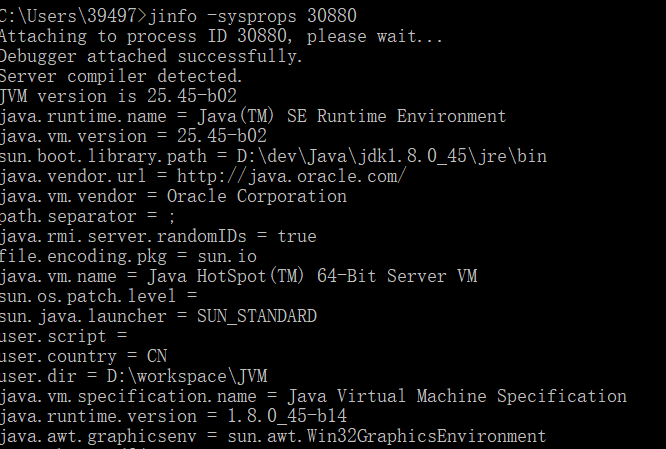 C:\Users\39497>jinfo -sysprops 30880
Attaching to process ID 30880, please wait...
Debugger attached successfully.
Server compiler detected.
JVM version is 25.45-b02
java.runtime.name = Java(TM) SE Runtime Environment
java.vm.version = 25.45-b02
sun.boot.library.path = D:\dev\Java\jdk1.8.0_45\jre\bin
java.vendor.url = http://java.oracle.com/
java.vm.vendor = Oracle Corporation
path.separator = ;
java.rmi.server.randomIDs = true
file.encoding.pkg = sun.io
java.vm.name = Java HotSpot(TM) 64-Bit Server VM
sun.os.patch.level =
sun.java.launcher = SUN_STANDARD
user.script =
user.country = CN
user.dir = D:\workspace\JVM
java.vm.specification.name = Java Virtual Machine Specification
java.runtime.version = 1.8.0_45-b14
java.awt.graphicsenv = sun.awt.Win32GraphicsEnvironment